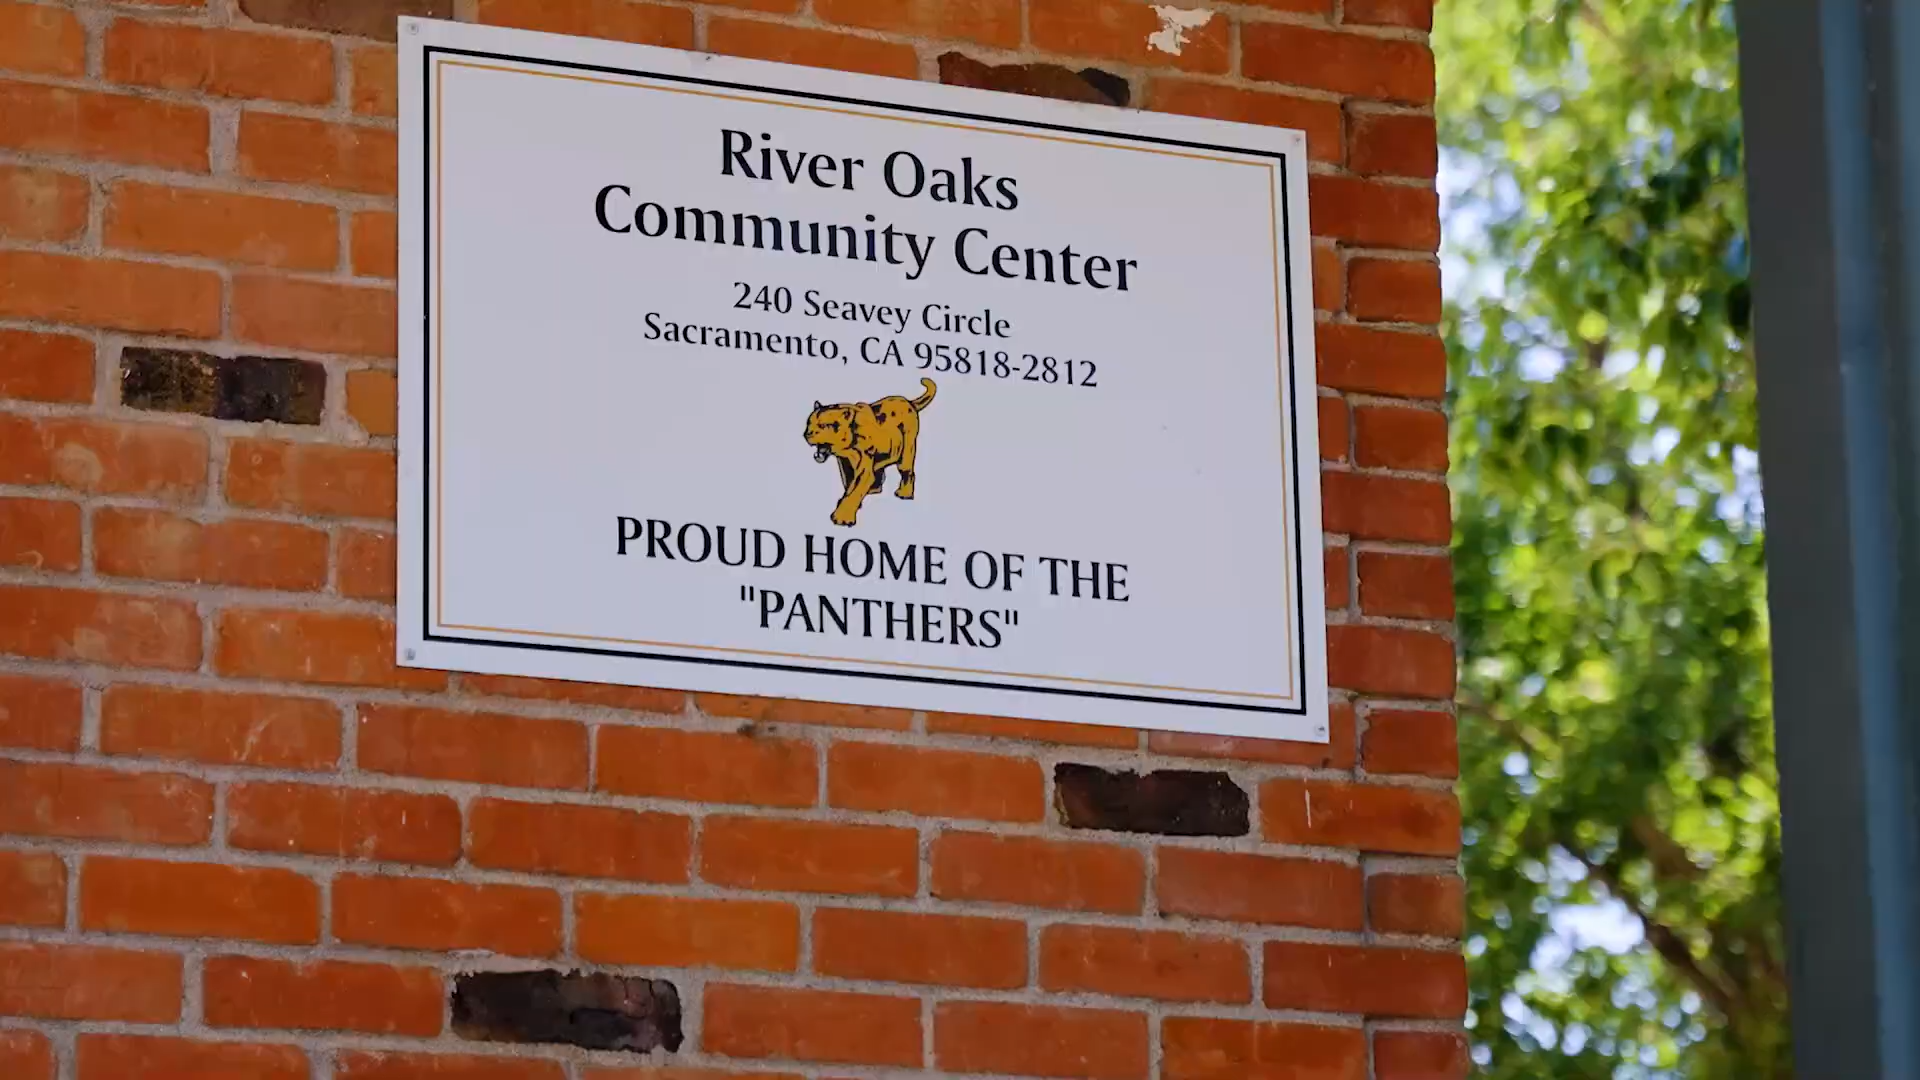 River Oaks
Community Center
240 Seavey Circle
Sacramento, CA 95818-2812
PROUD HOME OF THE
"PANTHERS"